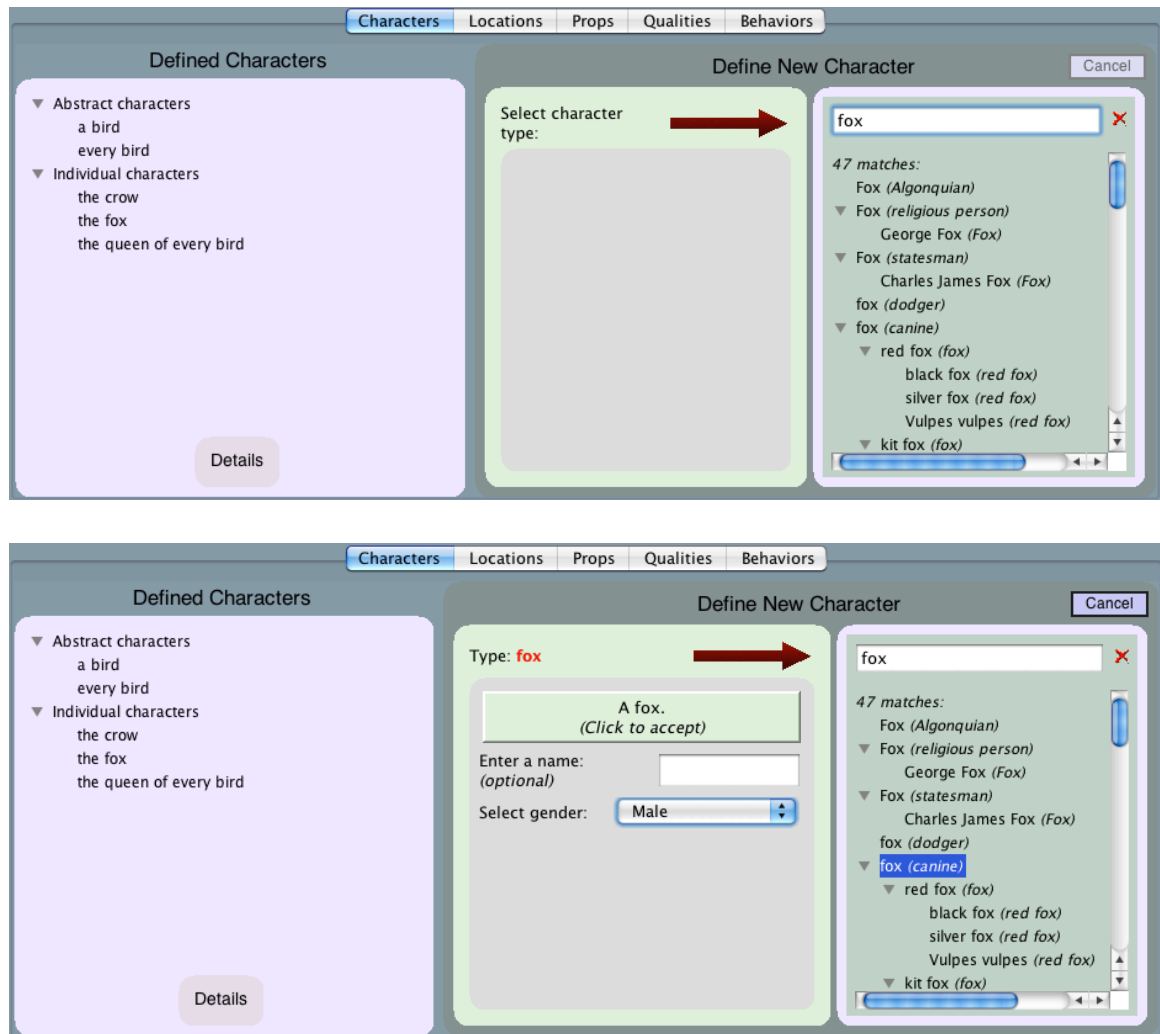 Characters Locations Props Qualities Behaviors
Defined Characters
Abstract characters
a bird
every bird
Individual characters
the crow
the fox
the queen of every bird
Details
Define New Character
Cancel
Select character
type:
fox
47 matches:
Fox (Algonquian)
Fox (religious person)
George Fox (Fox)
Fox (statesman)
Charles James Fox (Fox)
fox (dodger)
fox (canine)
red fox (fox)
black fox (red fox)
silver fox (red fox)
Vulpes vulpes (red fox)
kit fox (fox)
Characters Locations Props Qualities Behaviors
Defined Characters
Abstract characters
a bird
every bird
Individual characters
the crow
the fox
the queen of every bird
Details
Define New Character
Cancel
Type: fox
A fox.
(Click to accept)
Enter a name:
(optional)
Select gender: Male
fox
47 matches:
Fox (Algonquian)
Fox (religious person)
George Fox (Fox)
Fox (statesman)
Charles James Fox (Fox)
fox (dodger)
fox (canine)
red fox (fox)
black fox (red fox)
silver fox (red fox)
Vulpes vulpes (red fox)
kit fox (fox)